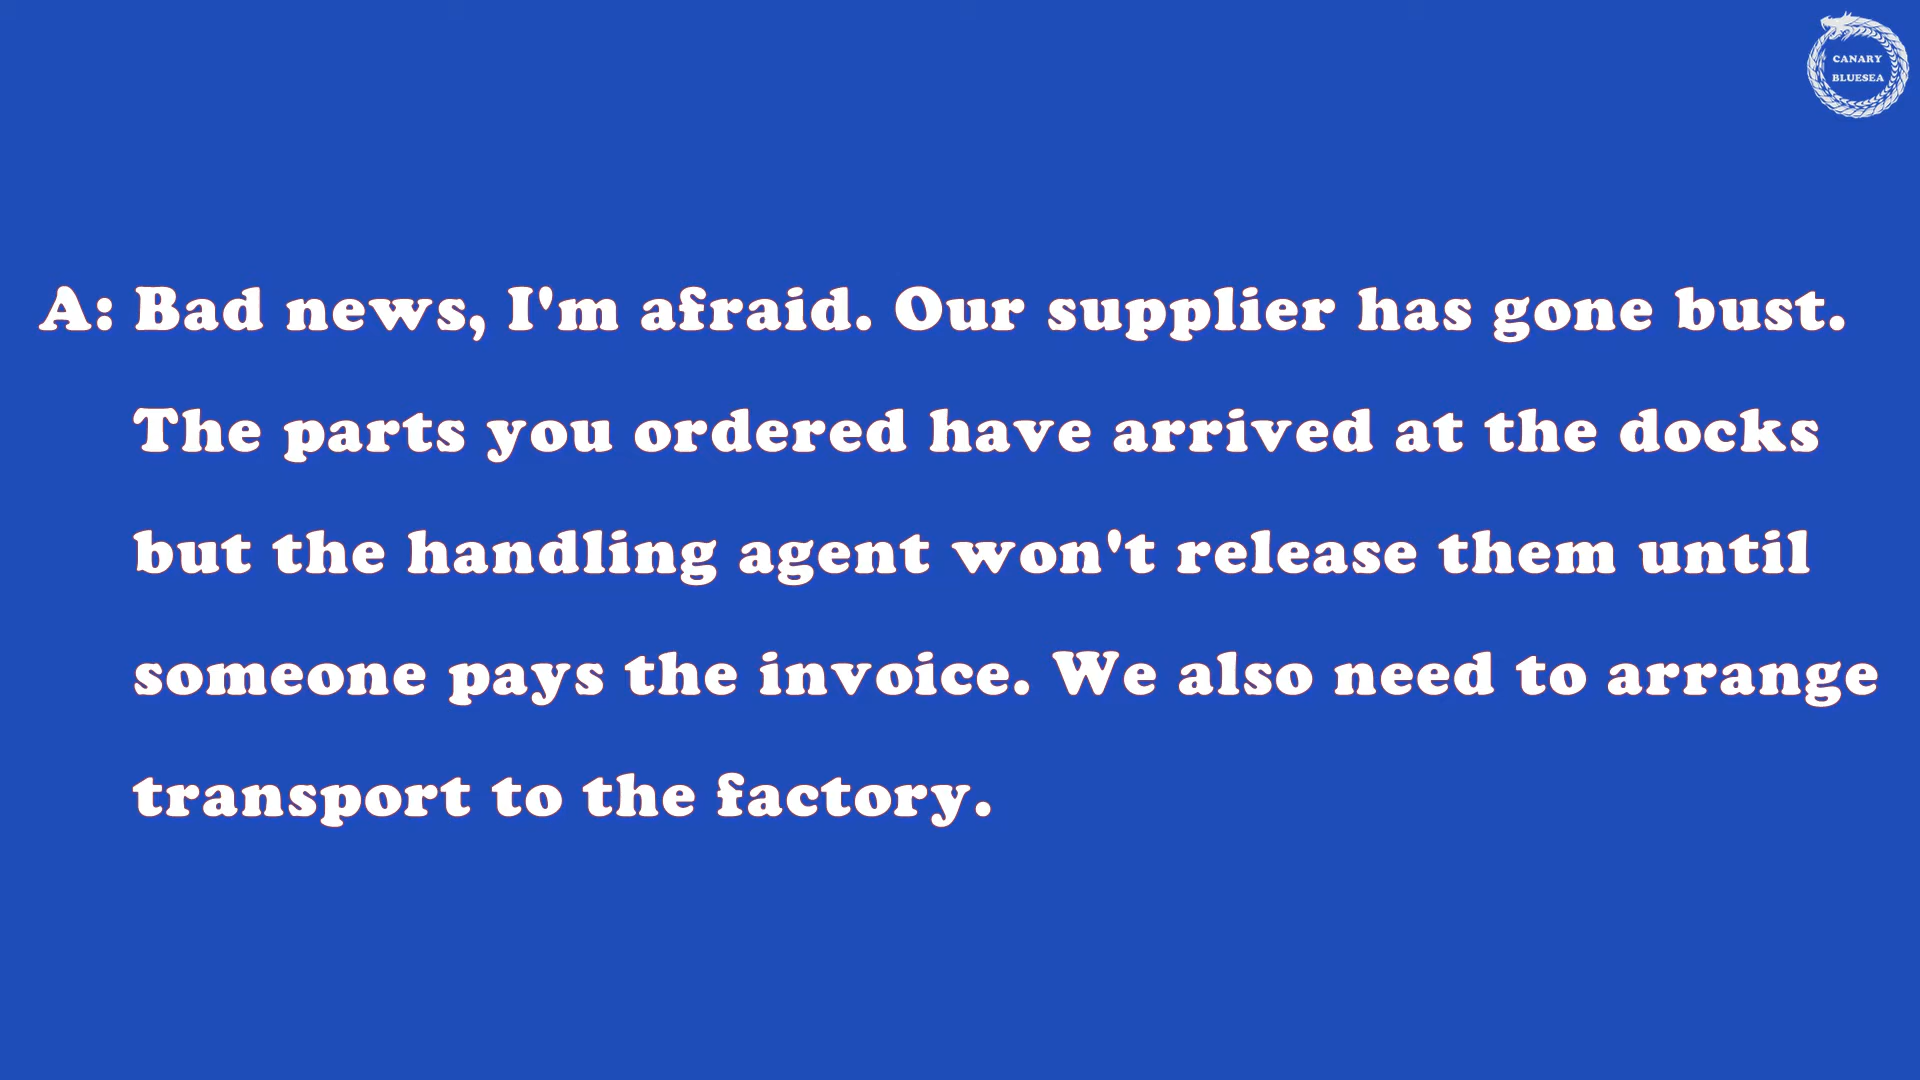 CANARY
BLUESEA
A: Bad news, I'm afraid. Our supplier has gone bust.
The parts you ordered have arrived at the docks
but the handling agent won't release them until
someone pays the invoice. We also need to arrange
transport to the factory.